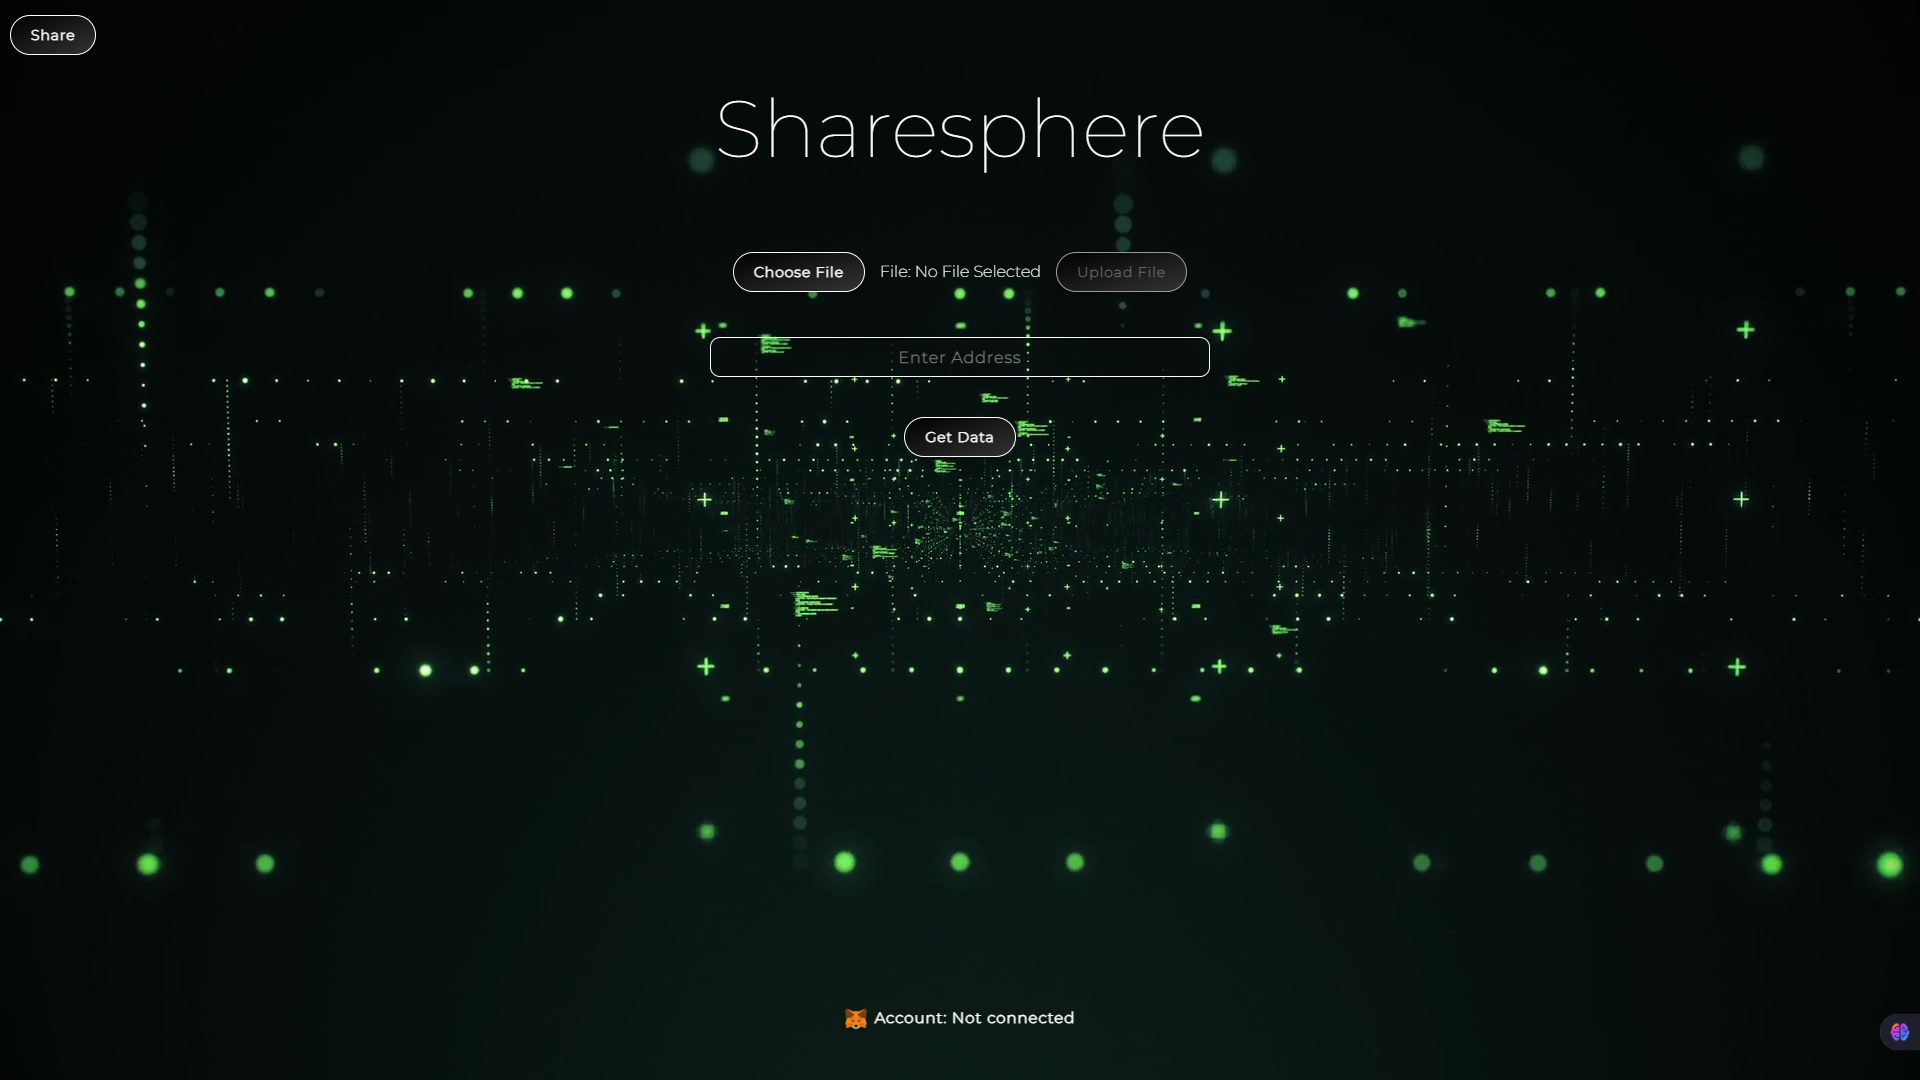 Share
Sharesphere
Choose File File: No File Selected Upload File
Enter Address
Get Data
Account: Not connected